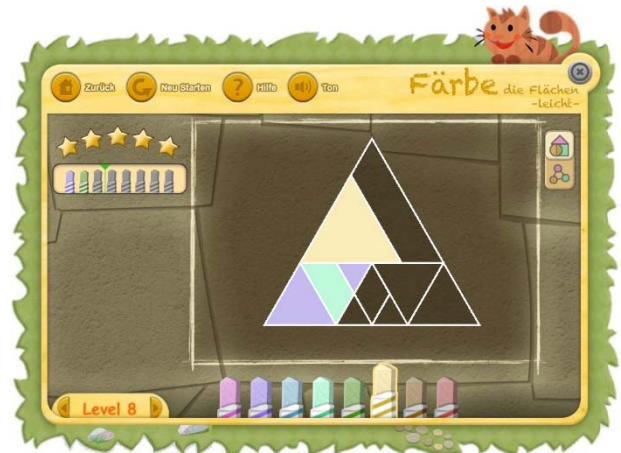 Zurück
Neu Starten
?
Hilfe
Ton
Färbe die Flächen
-leicht-
Level 8